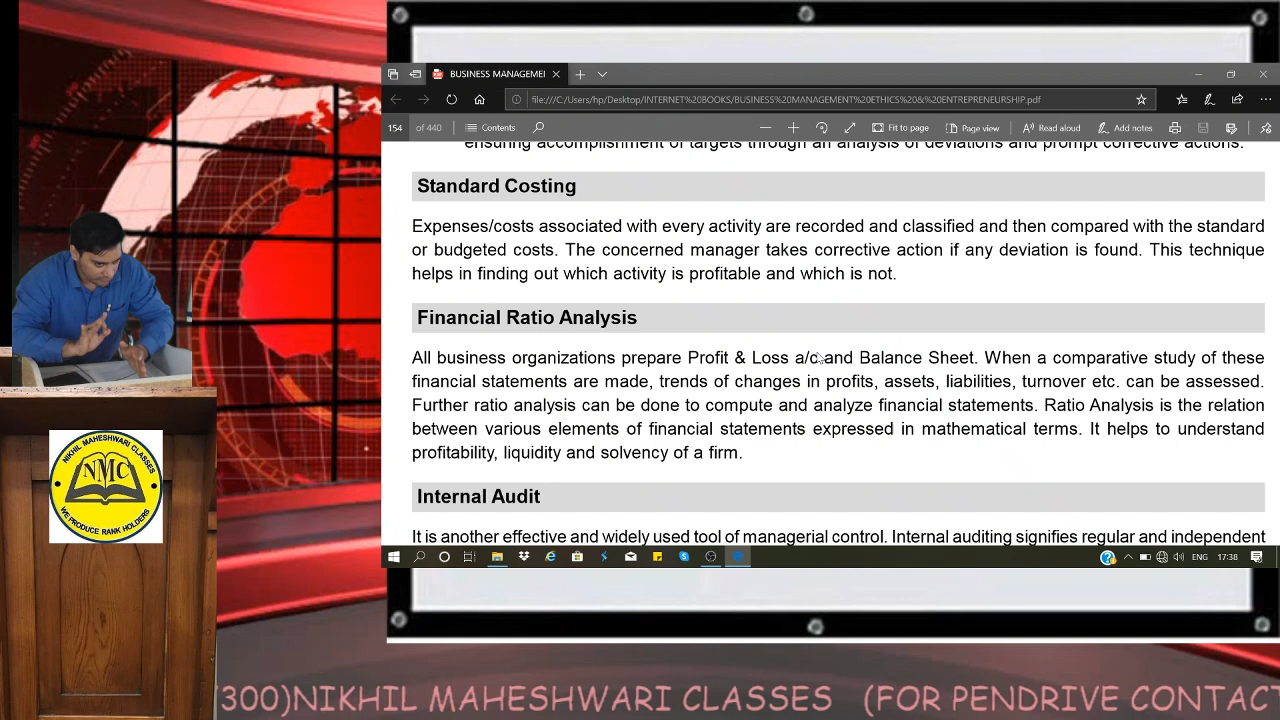 BUSINESS MANAGEMEI
file:///C:/Users/hp/Desktop/INTERNET%20BOOKS/BUSINESS%20MANAGEMENT%20ETHICS%20&%20ENTREPRENEURSHIP.pdf
154 of 440 Contents Fit to page Page view Read aloud Add notes
ensuring accomplishment of targets through an analysis of deviations and prompt corrective actions.
Standard Costing
Expenses/costs associated with every activity are recorded and classified and then compared with the standard
or budgeted costs. The concerned manager takes corrective action if any deviation is found. This technique
helps in finding out which activity is profitable and which is not.
Financial Ratio Analysis
All business organizations prepare Profit & Loss a/c and Balance Sheet. When a comparative study of these
financial statements are made, trends of changes in profits, assets, liabilities, turnover etc. can be assessed.
Further ratio analysis can be done to compute and analyze financial statements. Ratio Analysis is the relation
between various elements of financial statements expressed in mathematical terms. It helps to understand
profitability, liquidity and solvency of a firm.
Internal Audit
It is another effective and widely used tool of managerial control. Internal auditing signifies regular and independent
ENG 17:38
NIKHIL MAHESHWARI CLASSES
NMC
WE PRODUCE RANK HOLDERS
300)NIKHIL MAHESHWARI CLASSES (FOR PENDRIVE CONTACT